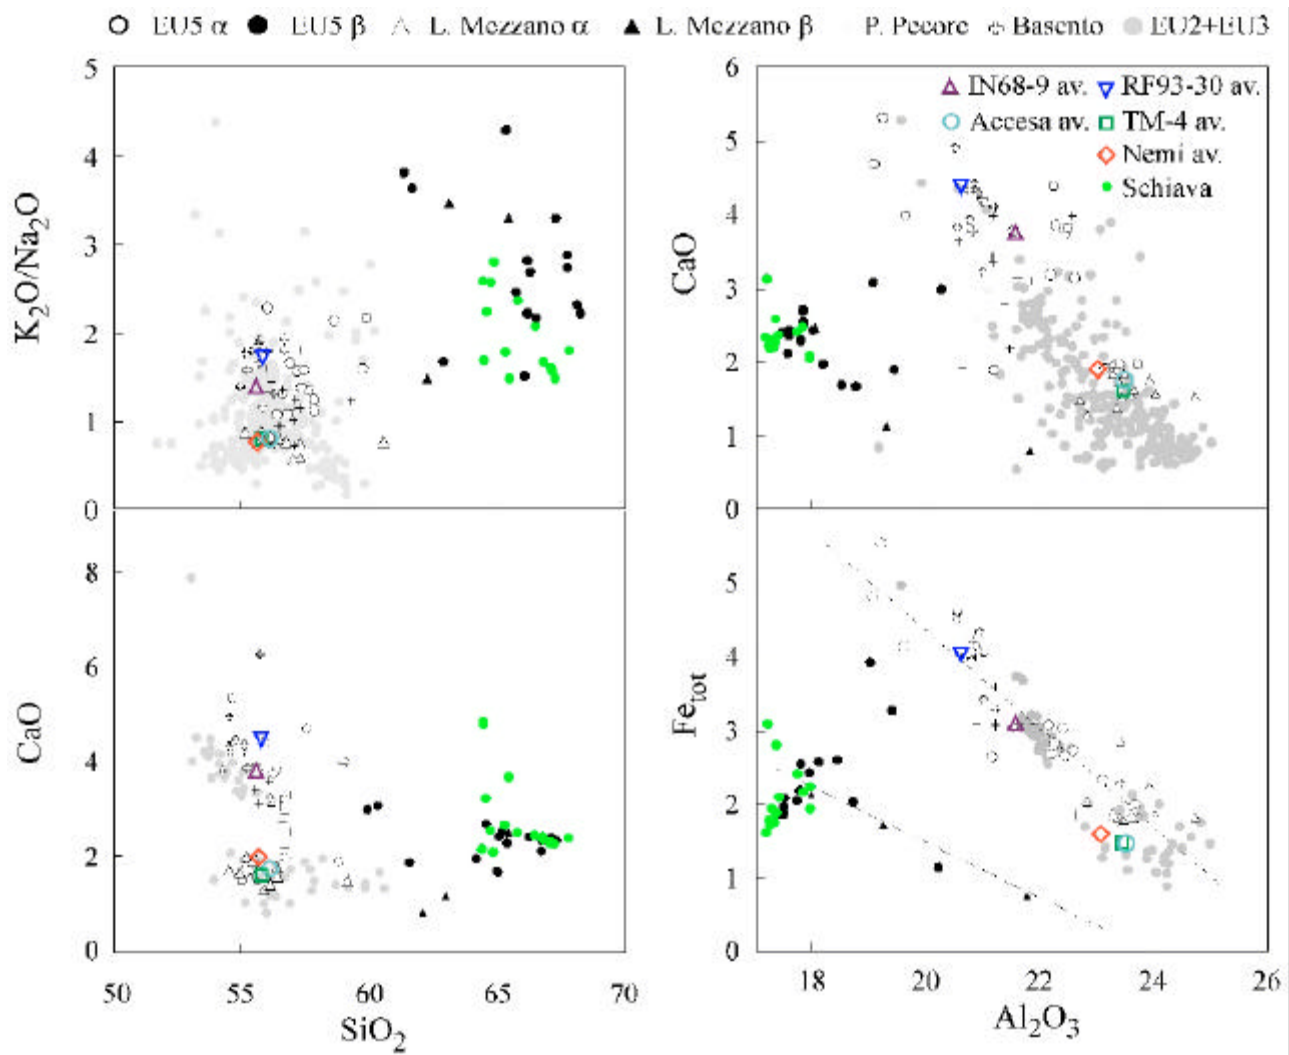 EU5 α EU5 β L. Mezzano α L. Mezzano β P. Pecore Basento EU2+EU3
5
4
3
2
1
0
K2O/Na2O
6
5
4
3
2
1
0
CaO
IN68-9 av. RF93-30 av.
Accesa av. TM-4 av.
Nemi av.
Schiava
8
6
4
2
0
CaO
50 55 60 65 70
SiO2
5
4
3
2
1
0
Fetot
18 20 22 24 26
Al2O3